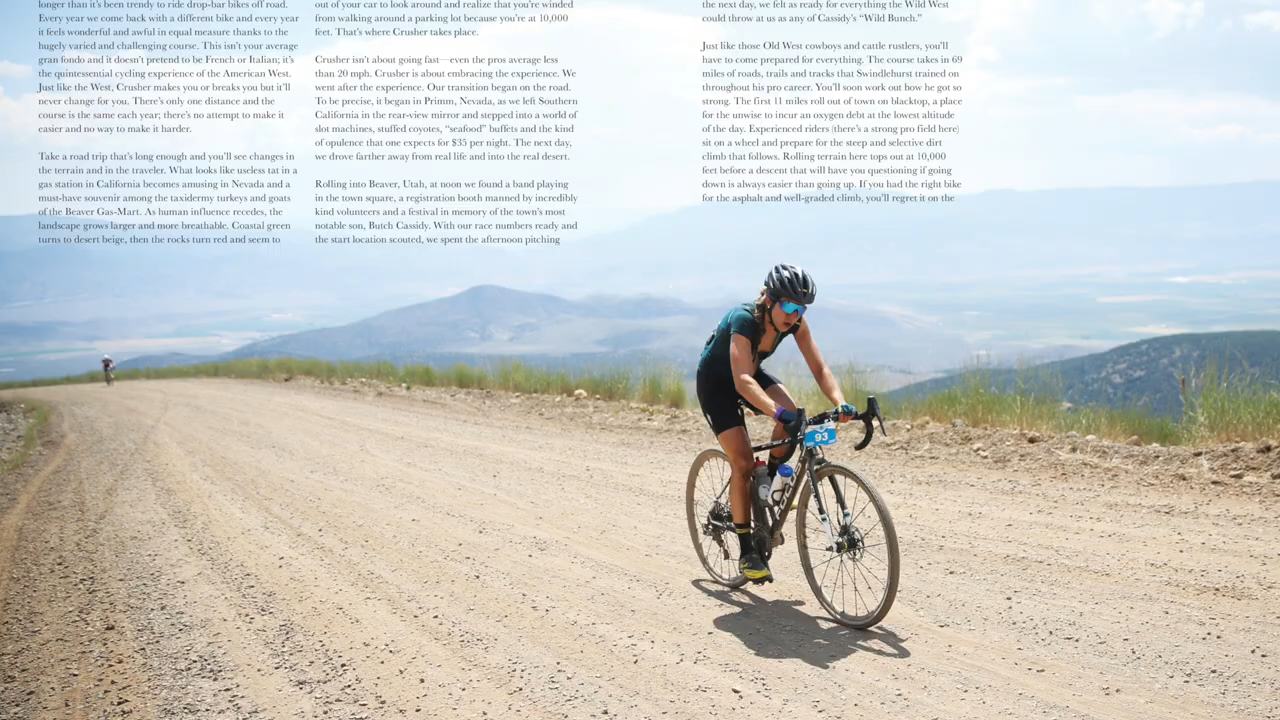 longer than it's been trendy to ride drop-bar bikes off road.
Every year we come back with a different bike and every year
it feels wonderful and awful in equal measure thanks to the
hugely varied and challenging course. This isn't your average
gran fondo and it doesn't pretend to be French or Italian; it's
the quintessential cycling experience of the American West.
Just like the West, Crusher makes you or breaks you but it'll
never change for you. There's only one distance and the
course is the same each year; there's no attempt to make it
easier and no way to make it harder.
Take a road trip that's long enough and you'll see changes in
the terrain and in the traveler. What looks like useless tat in a
gas station in California becomes amusing in Nevada and a
must-have souvenir among the taxidermy turkeys and goats
of the Beaver Gas-Mart. As human influence recedes, the
landscape grows larger and more breathable. Coastal green
turns to desert beige, then the rocks turn red and seem to
out of your car to look around and realize that you're winded
from walking around a parking lot because you're at 10,000
feet. That's where Crusher takes place.
Crusher isn't about going fast—even the pros average less
than 20 mph. Crusher is about embracing the experience. We
went after the experience. Our transition began on the road.
To be precise, it began in Primm, Nevada, as we left Southern
California in the rear-view mirror and stepped into a world of
slot machines, stuffed coyotes, "seafood" buffets and the kind
of opulence that one expects for $35 per night. The next day,
we drove farther away from real life and into the real desert.
Rolling into Beaver, Utah, at noon we found a band playing
in the town square, a registration booth manned by incredibly
kind volunteers and a festival in memory of the town's most
notable son, Butch Cassidy. With our race numbers ready and
the start location scouted, we spent the afternoon pitching
the next day, we felt as ready for everything the Wild West
could throw at us as any of Cassidy's "Wild Bunch."
Just like those Old West cowboys and cattle rustlers, you'll
have to come prepared for everything. The course takes in 69
miles of roads, trails and tracks that Swindlehurst trained on
throughout his pro career. You'll soon work out how he got so
strong. The first 11 miles roll out of town on blacktop, a place
for the unwise to incur an oxygen debt at the lowest altitude
of the day. Experienced riders (there's a strong pro field here)
sit on a wheel and prepare for the steep and selective dirt
climb that follows. Rolling terrain here tops out at 10,000
feet before a descent that will have you questioning if going
down is always easier than going up. If you had the right bike
for the asphalt and well-graded climb, you'll regret it on the
93